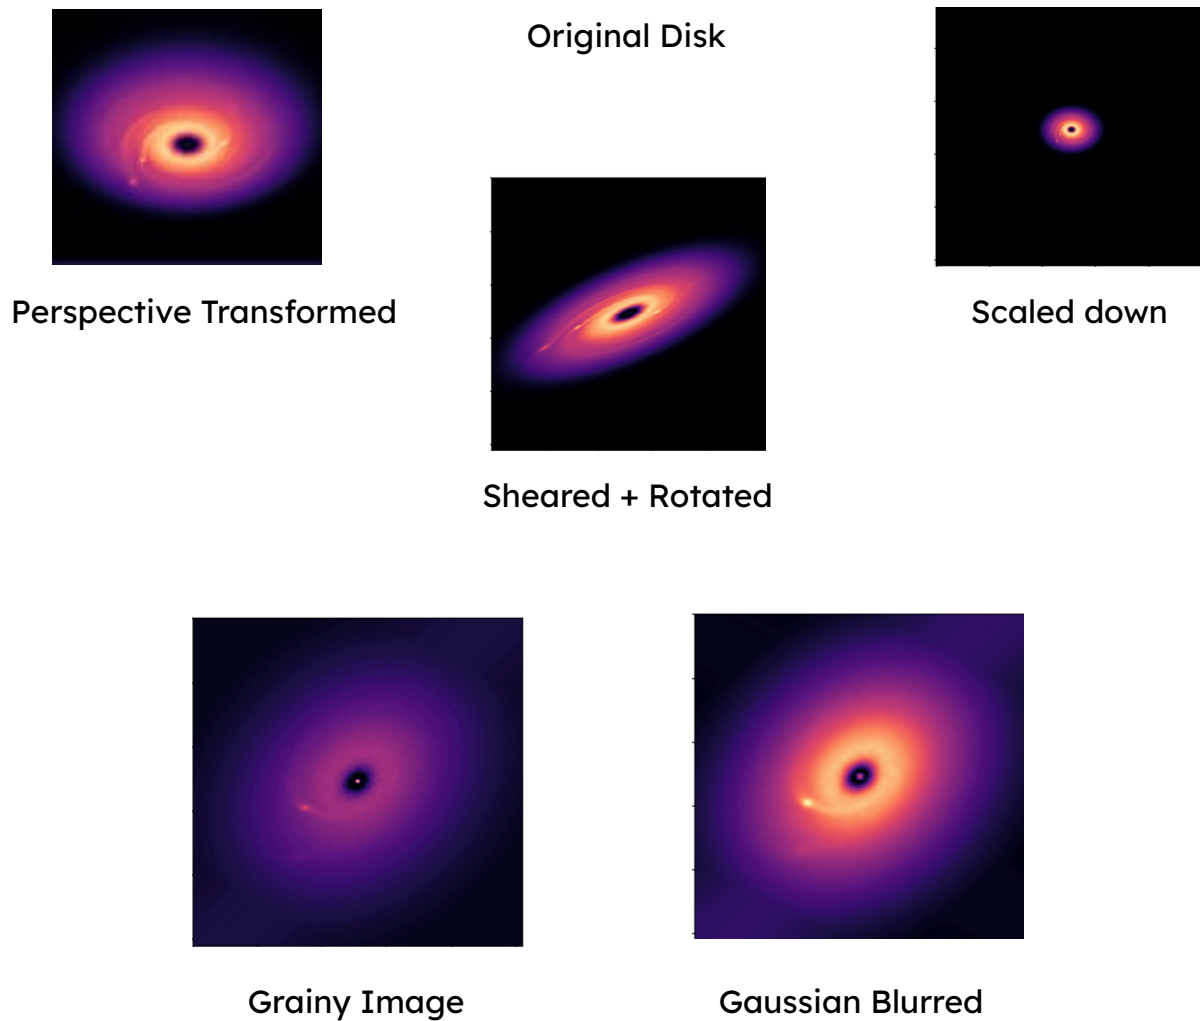 Original Disk
Perspective Transformed
Scaled down
Sheared + Rotated
Grainy Image
Gaussian Blurred